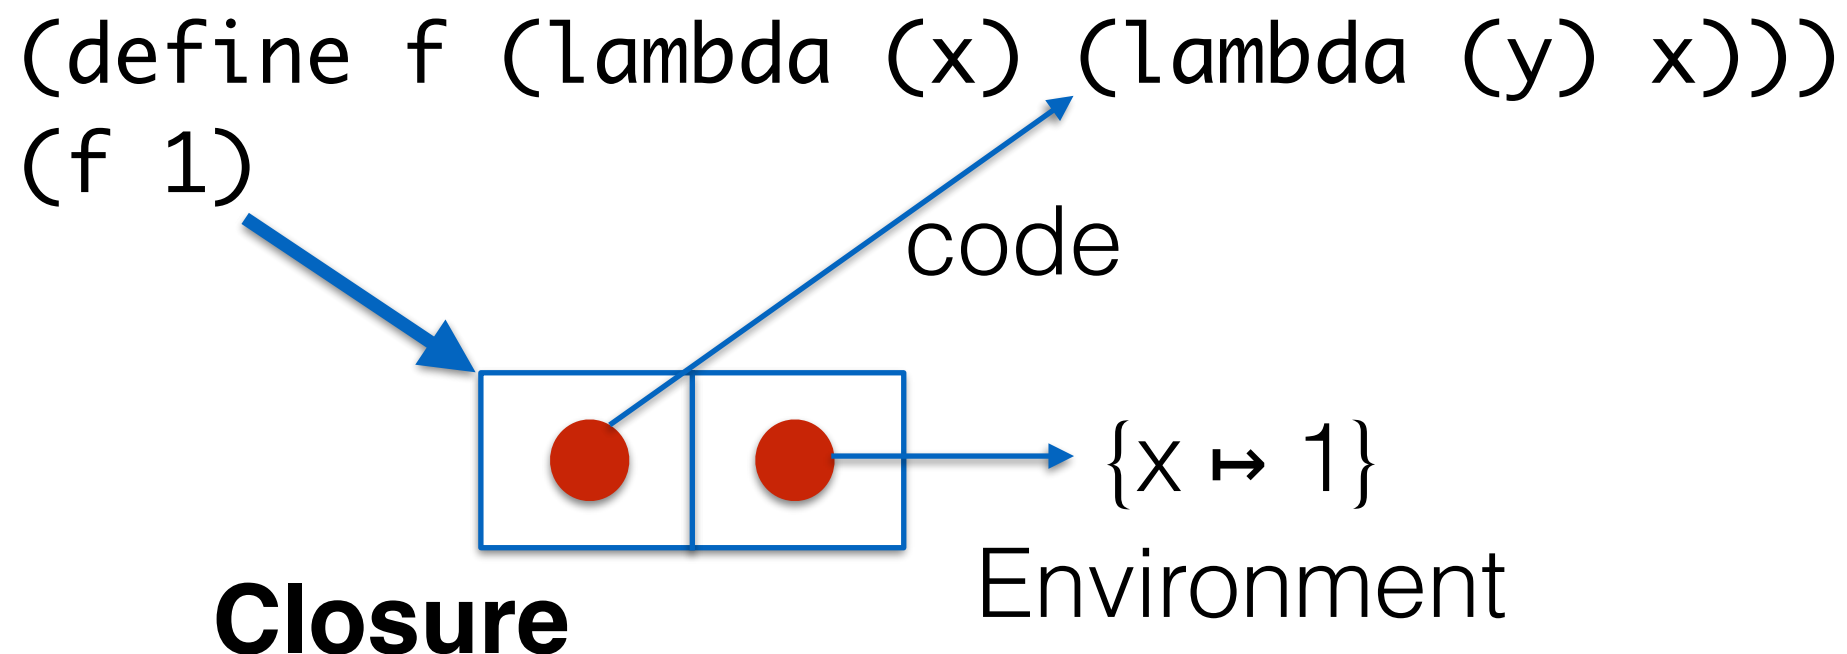 (define f (lambda (x) (lambda (y) x)))
(f 1)
code
{x ↦ 1}
Environment
Closure